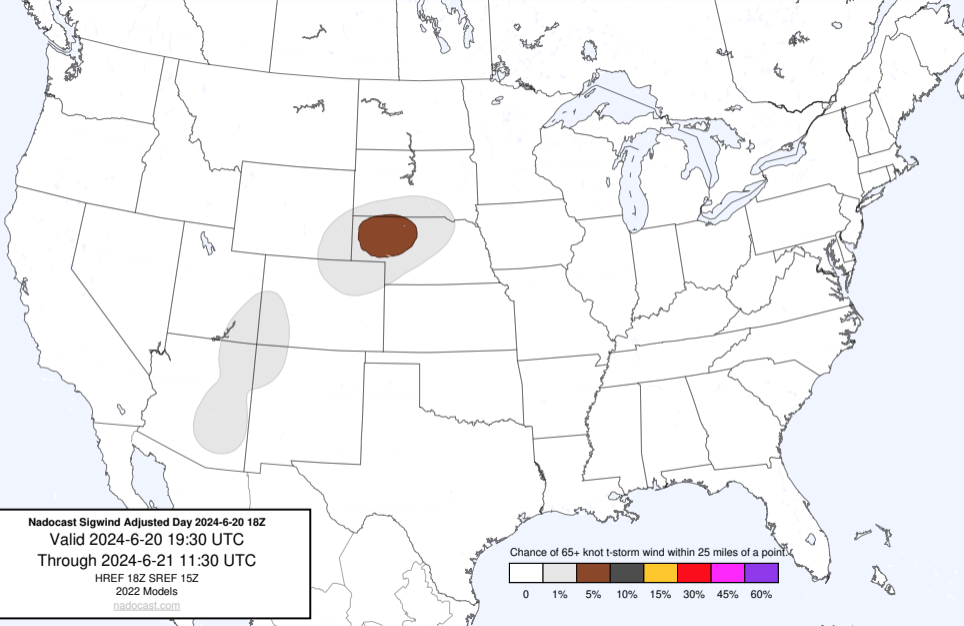 Nadocast Sigwind Adjusted Day 2024-6-20 18Z
Valid 2024-6-20 19:30 UTC
Through 2024-6-21 11:30 UTC
HREF 18Z SREF 15Z
2022 Models
nadocast.com
Chance of 65+ knot t-storm wind within 25 miles of a point.
0 1% 5% 10% 15% 30% 45% 60%